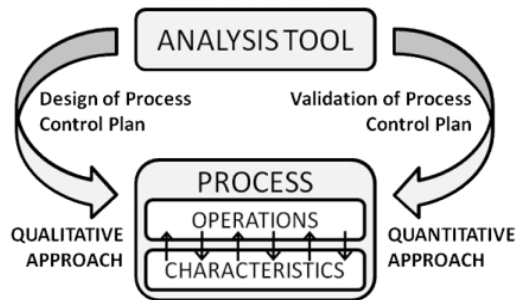 ANALYSIS TOOL
Design of Process
Control Plan
Validation of Process
Control Plan
PROCESS
OPERATIONS
CHARACTERISTICS
QUALITATIVE
APPROACH
QUANTITATIVE
APPROACH